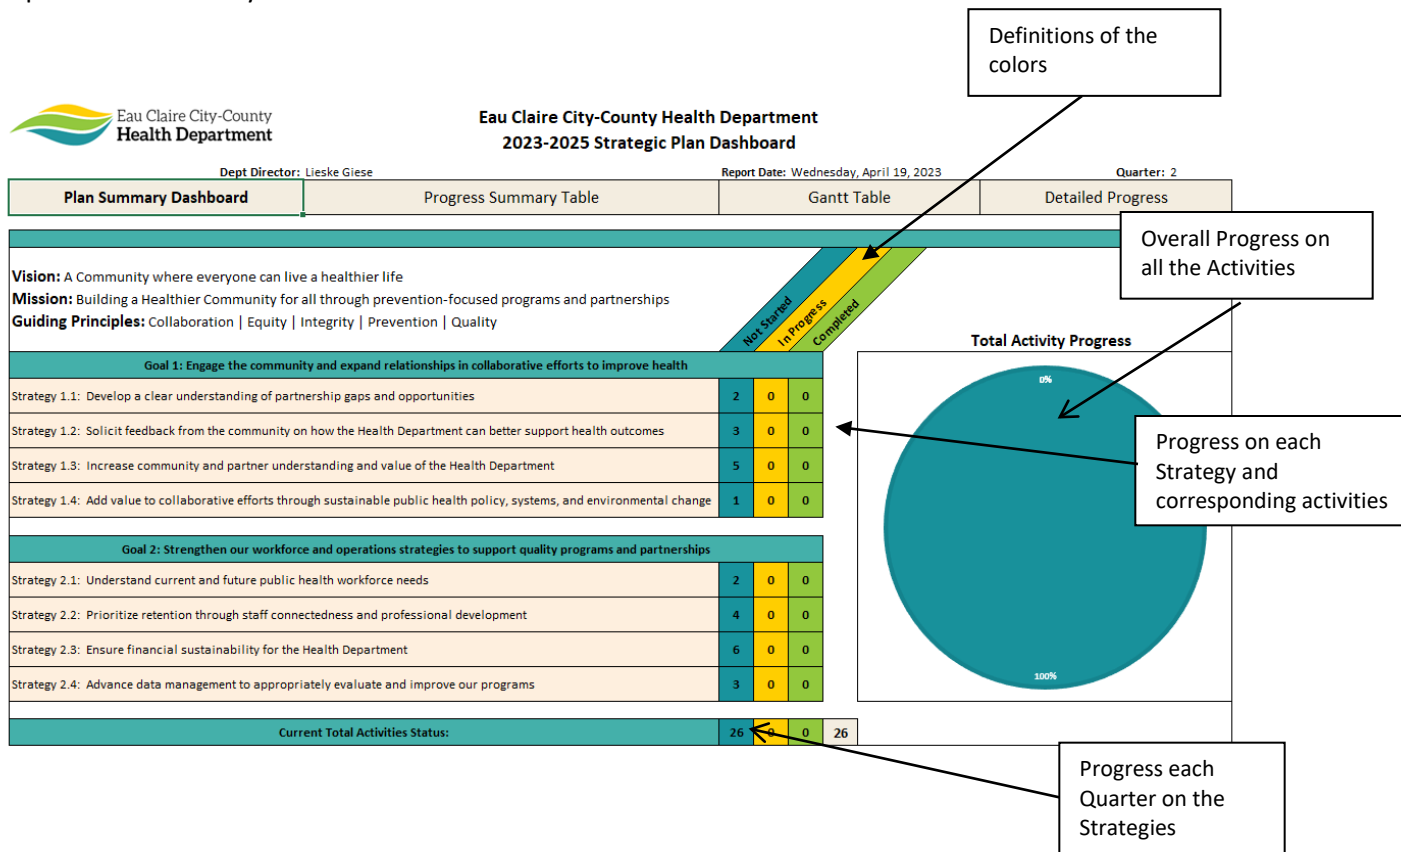 Definitions of the
colors
Eau Claire City-County
Health Department
Eau Claire City-County Health Department
2023-2025 Strategic Plan Dashboard
Dept Director: Lieske Giese
Report Date: Wednesday, April 19, 2023
Quarter: 2
Plan Summary Dashboard
Progress Summary Table
Gantt Table
Detailed Progress
Overall Progress on
all the Activities
Vision: A Community where everyone can live a healthier life
Mission: Building a Healthier Community for all through prevention-focused programs and partnerships
Guiding Principles: Collaboration | Equity | Integrity | Prevention | Quality
Not Started
In Progress
Completed
Total Activity Progress
Goal 1: Engage the community and expand relationships in collaborative efforts to improve health
Strategy 1.1: Develop a clear understanding of partnership gaps and opportunities 2 0 0
Strategy 1.2: Solicit feedback from the community on how the Health Department can better support health outcomes 3 0 0
Strategy 1.3: Increase community and partner understanding and value of the Health Department 5 0 0
Strategy 1.4: Add value to collaborative efforts through sustainable public health policy, systems, and environmental change 1 0 0
0%
Progress on each
Strategy and
corresponding activities
Goal 2: Strengthen our workforce and operations strategies to support quality programs and partnerships
Strategy 2.1: Understand current and future public health workforce needs 2 0 0
Strategy 2.2: Prioritize retention through staff connectedness and professional development 4 0 0
Strategy 2.3: Ensure financial sustainability for the Health Department 6 0 0
Strategy 2.4: Advance data management to appropriately evaluate and improve our programs 3 0 0
100%
Current Total Activities Status: 26 0 0 26
Progress each
Quarter on the
Strategies